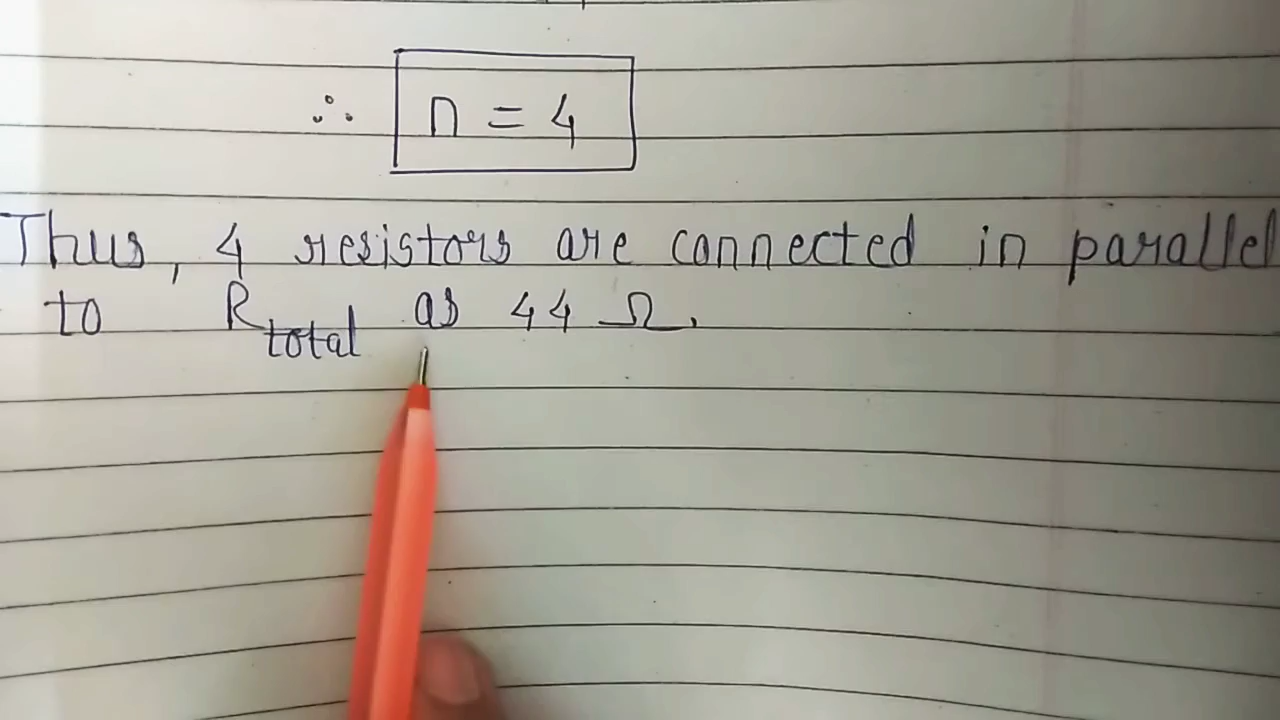 ∴ n = 4
Thus, 4 resistors are connected in parallel
to R_total as 44 Ω.